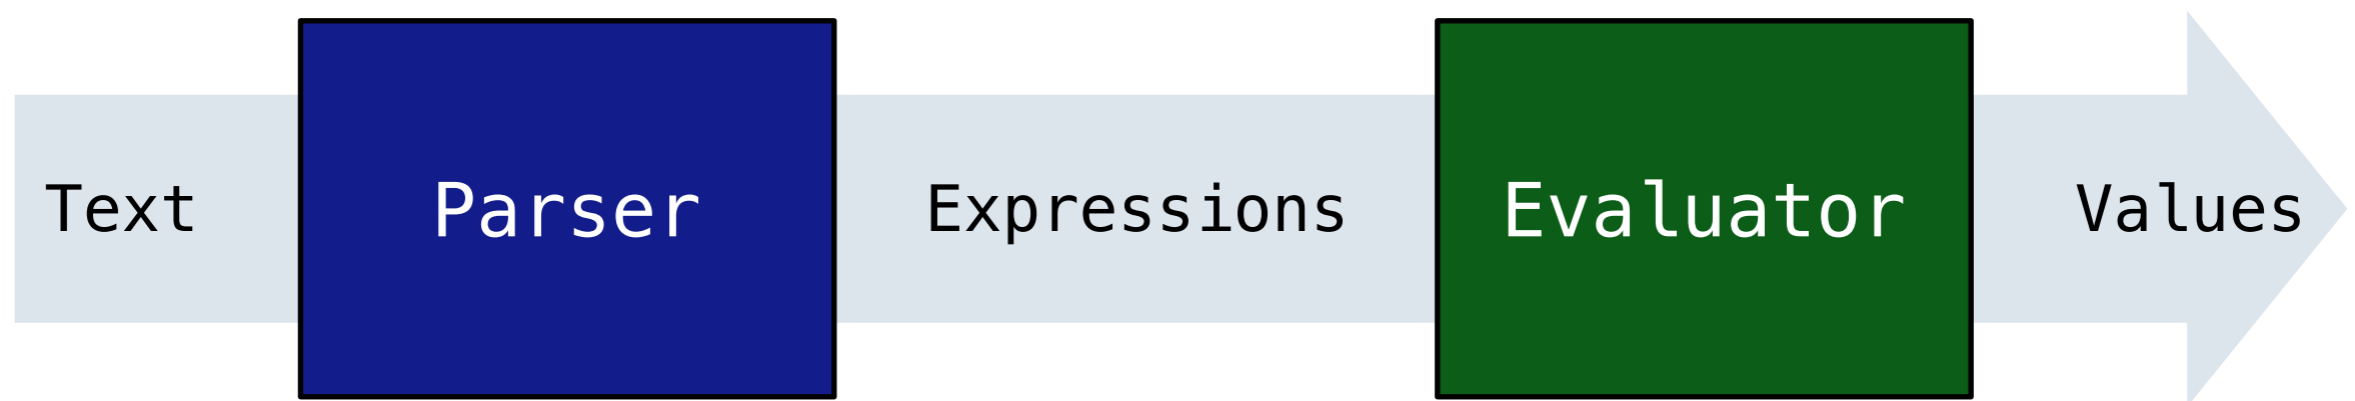 Text
Parser
Expressions
Evaluator
Values